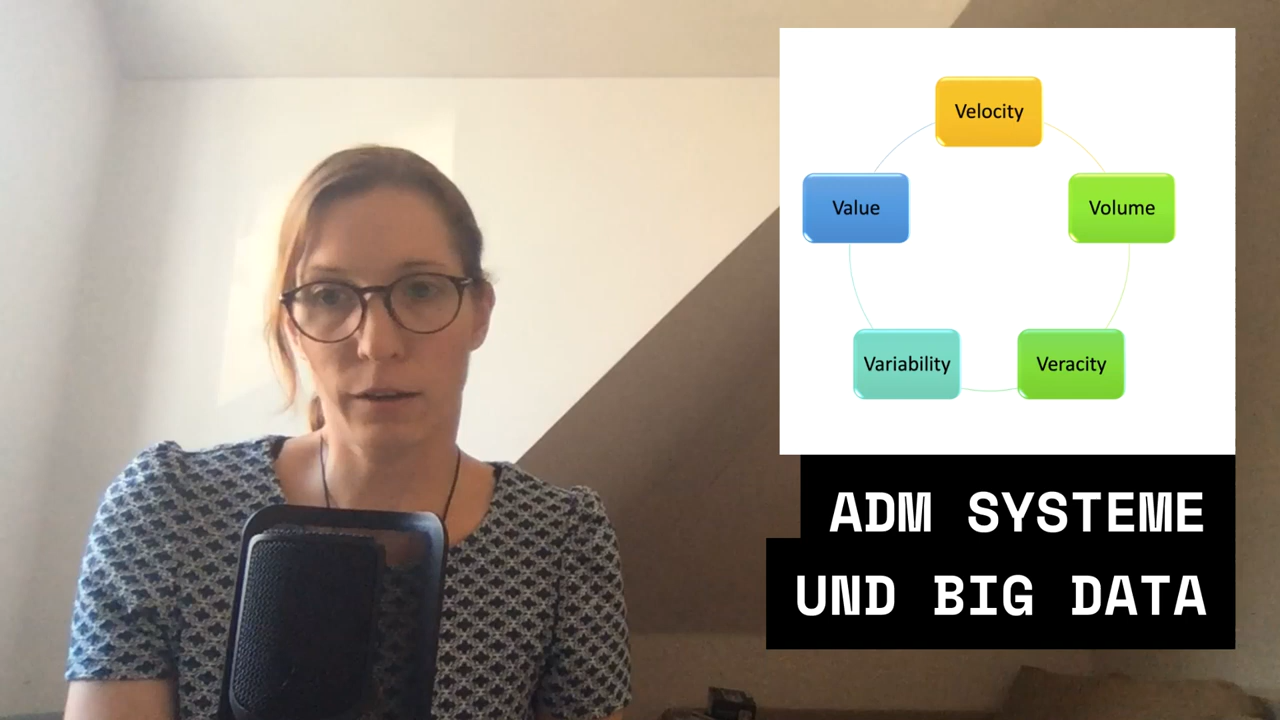 Velocity
Value
Volume
Variability
Veracity
ADM SYSTEME
UND BIG DATA